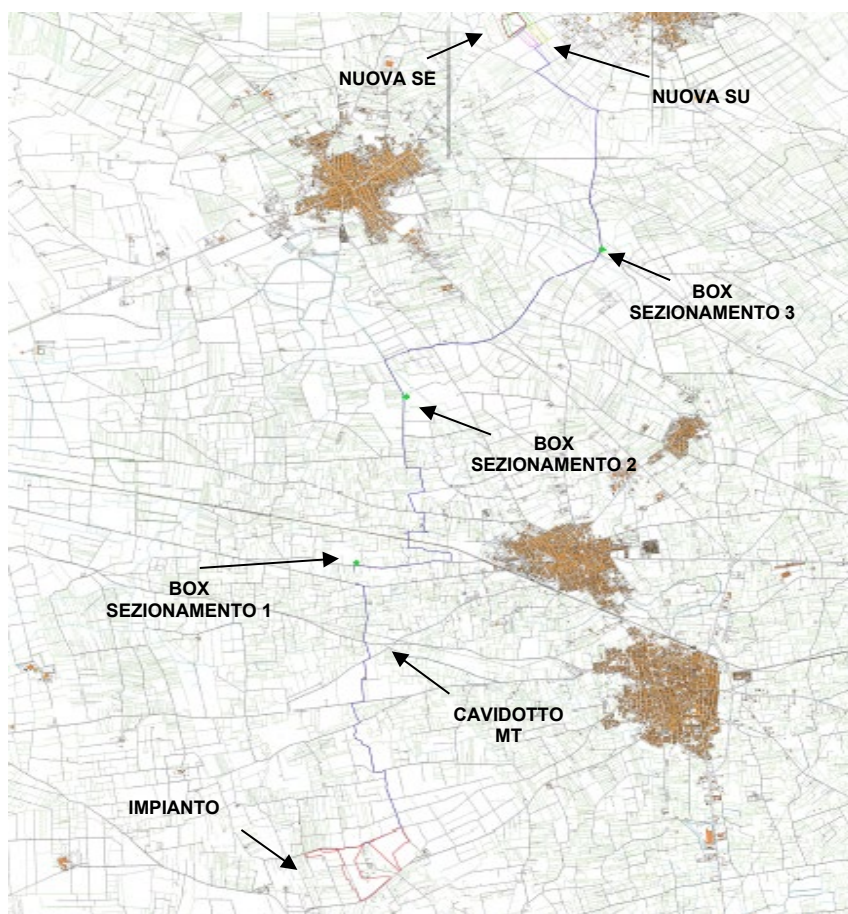 NUOVA SE
NUOVA SU
BOX
SEZIONAMENTO 3
BOX
SEZIONAMENTO 2
BOX
SEZIONAMENTO 1
CAVIDOTTO
MT
IMPIANTO